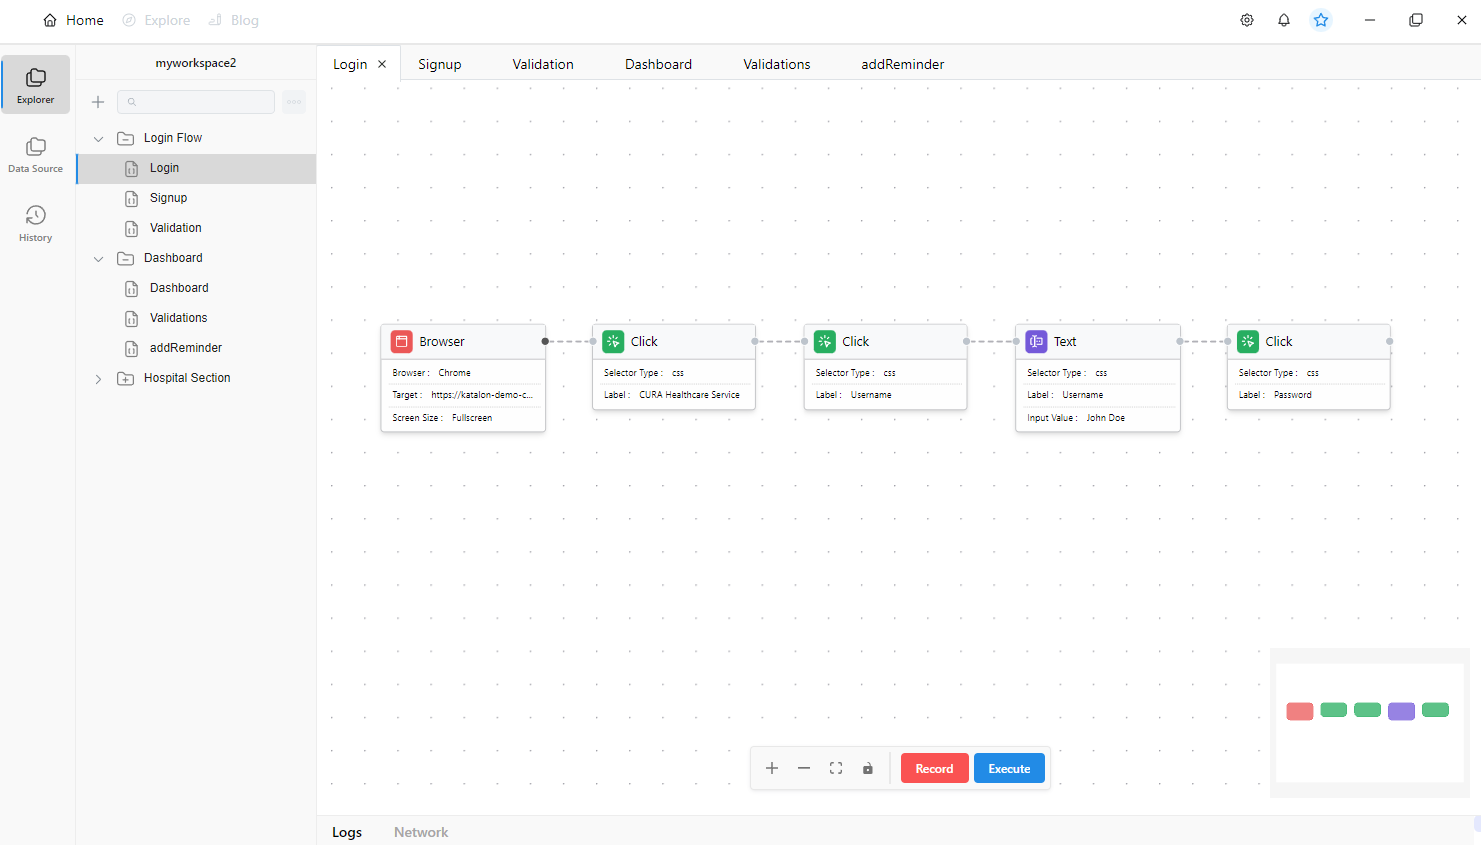 Home Explore Blog
Explorer
Data Source
History
myworkspace2
Login Flow
Login
Signup
Validation
Dashboard
Dashboard
Validations
addReminder
Hospital Section
Login Signup Validation Dashboard Validations addReminder
Browser
Browser : Chrome
Target : https://katalon-demo-c...
Screen Size : Fullscreen
Click
Selector Type : css
Label : CURA Healthcare Service
Click
Selector Type : css
Label : Username
Text
Selector Type : css
Label : Username
Input Value : John Doe
Click
Selector Type : css
Label : Password
Record Execute
Logs Network